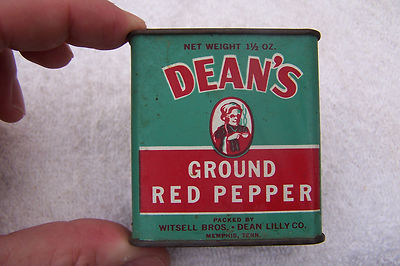 NET WEIGHT 1½ OZ.
DEAN'S
GROUND
RED PEPPER
PACKED BY
WITSELL BROS. - DEAN LILLY CO.
MEMPHIS, TENN.